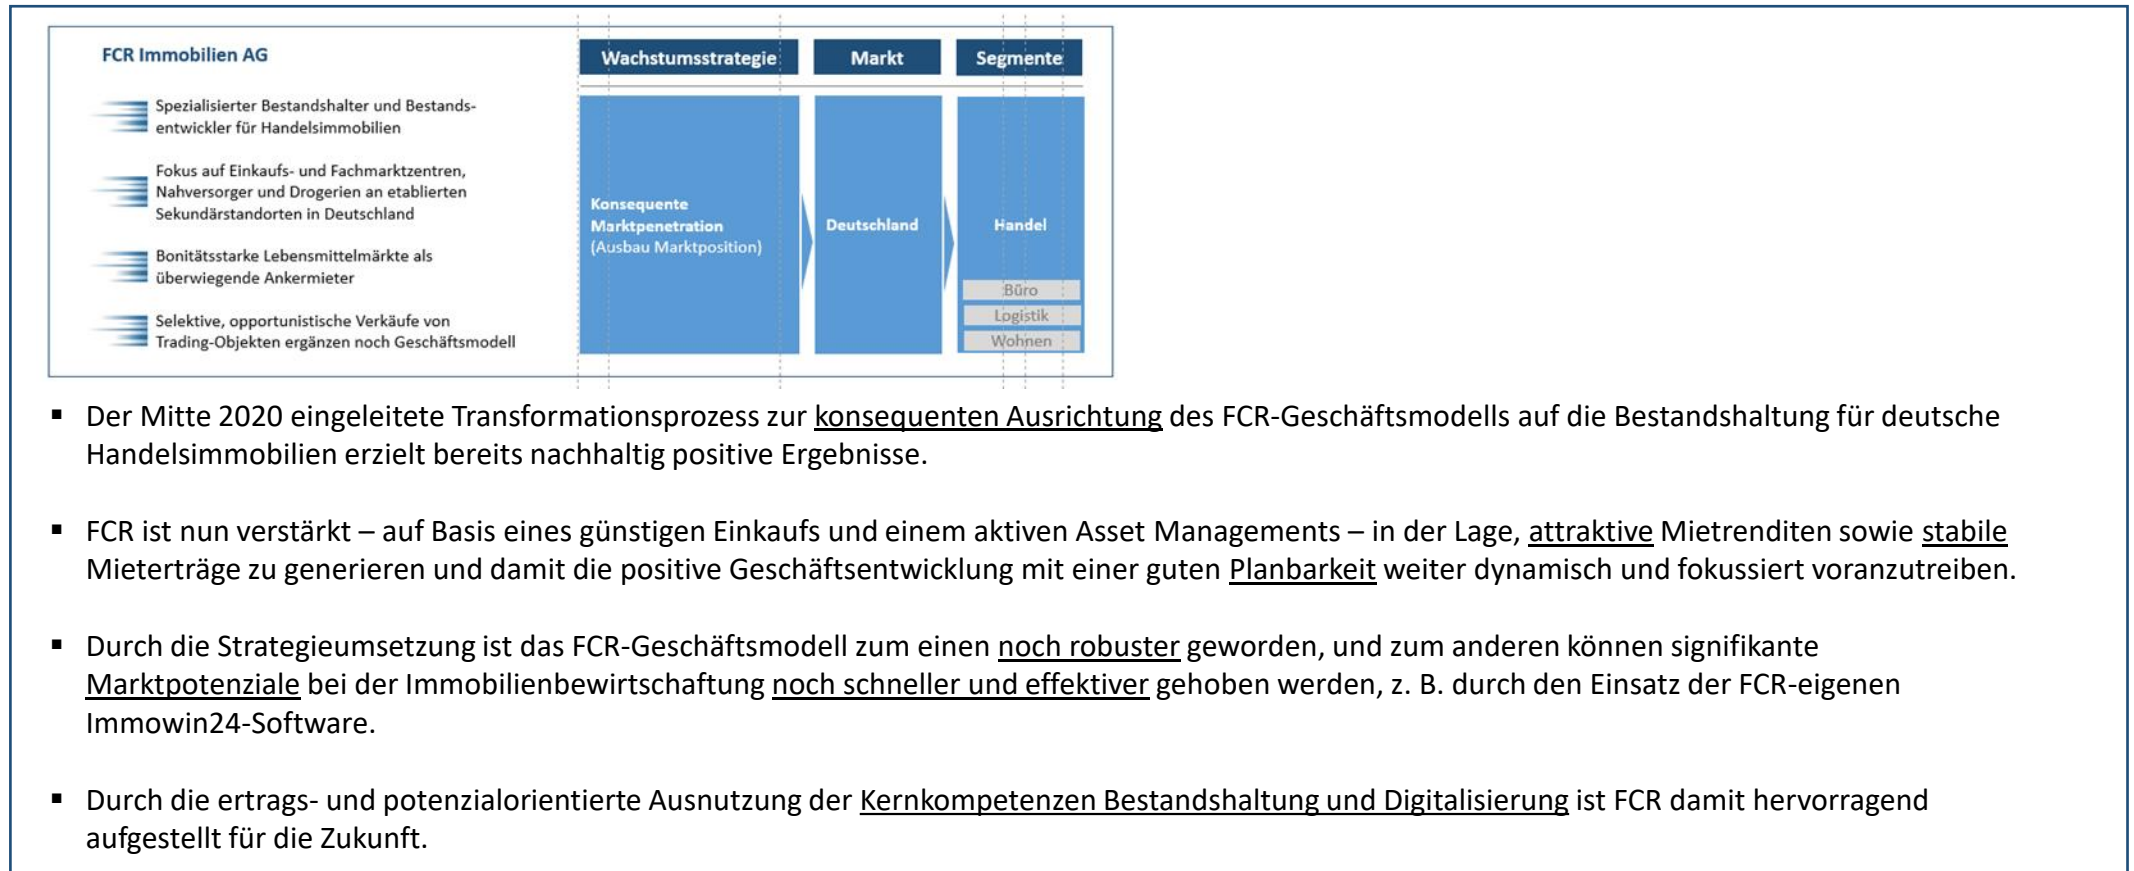 FCR Immobilien AG
Spezialisierter Bestandshalter und Bestands-
entwickler für Handelsimmobilien
Fokus auf Einkaufs- und Fachmarktzentren,
Nahversorger und Drogerien an etablierten
Sekundärstandorten in Deutschland
Bonitätsstarke Lebensmittelmärkte als
überwiegende Ankermieter
Selektive, opportunistische Verkäufe von
Trading-Objekten ergänzen noch Geschäftsmodell
Wachstumsstrategie
Konsequente
Marktpenetration
(Ausbau Marktposition)
Markt
Deutschland
Segmente
Handel
Büro
Logistik
Wohnen
▪ Der Mitte 2020 eingeleitete Transformationsprozess zur konsequenten Ausrichtung des FCR-Geschäftsmodells auf die Bestandshaltung für deutsche
Handelsimmobilien erzielt bereits nachhaltig positive Ergebnisse.
▪ FCR ist nun verstärkt – auf Basis eines günstigen Einkaufs und einem aktiven Asset Managements – in der Lage, attraktive Mietrenditen sowie stabile
Mieterträge zu generieren und damit die positive Geschäftsentwicklung mit einer guten Planbarkeit weiter dynamisch und fokussiert voranzutreiben.
▪ Durch die Strategieumsetzung ist das FCR-Geschäftsmodell zum einen noch robuster geworden, und zum anderen können signifikante
Marktpotenziale bei der Immobilienbewirtschaftung noch schneller und effektiver gehoben werden, z. B. durch den Einsatz der FCR-eigenen
Immowin24-Software.
▪ Durch die ertrags- und potenzialorientierte Ausnutzung der Kernkompetenzen Bestandshaltung und Digitalisierung ist FCR damit hervorragend
aufgestellt für die Zukunft.